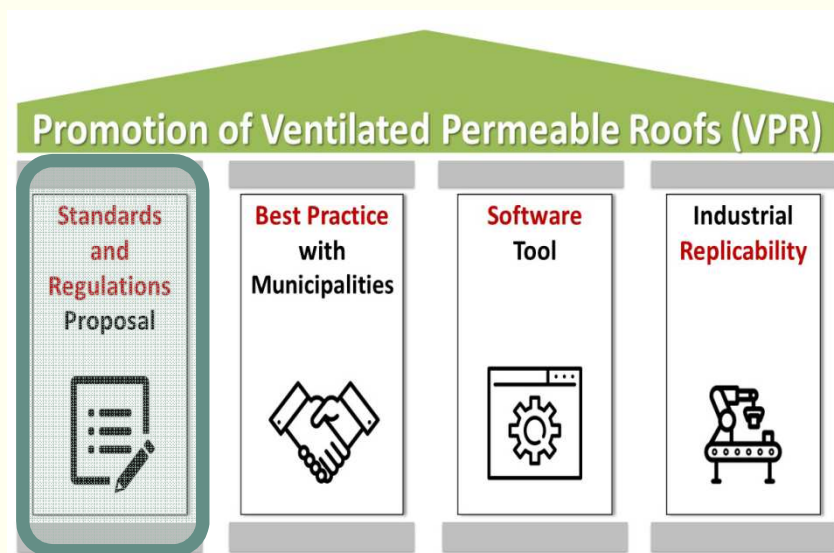 Promotion of Ventilated Permeable Roofs (VPR)
Standards
and
Regulations
Proposal
Best Practice
with
Municipalities
Software
Tool
Industrial
Replicability